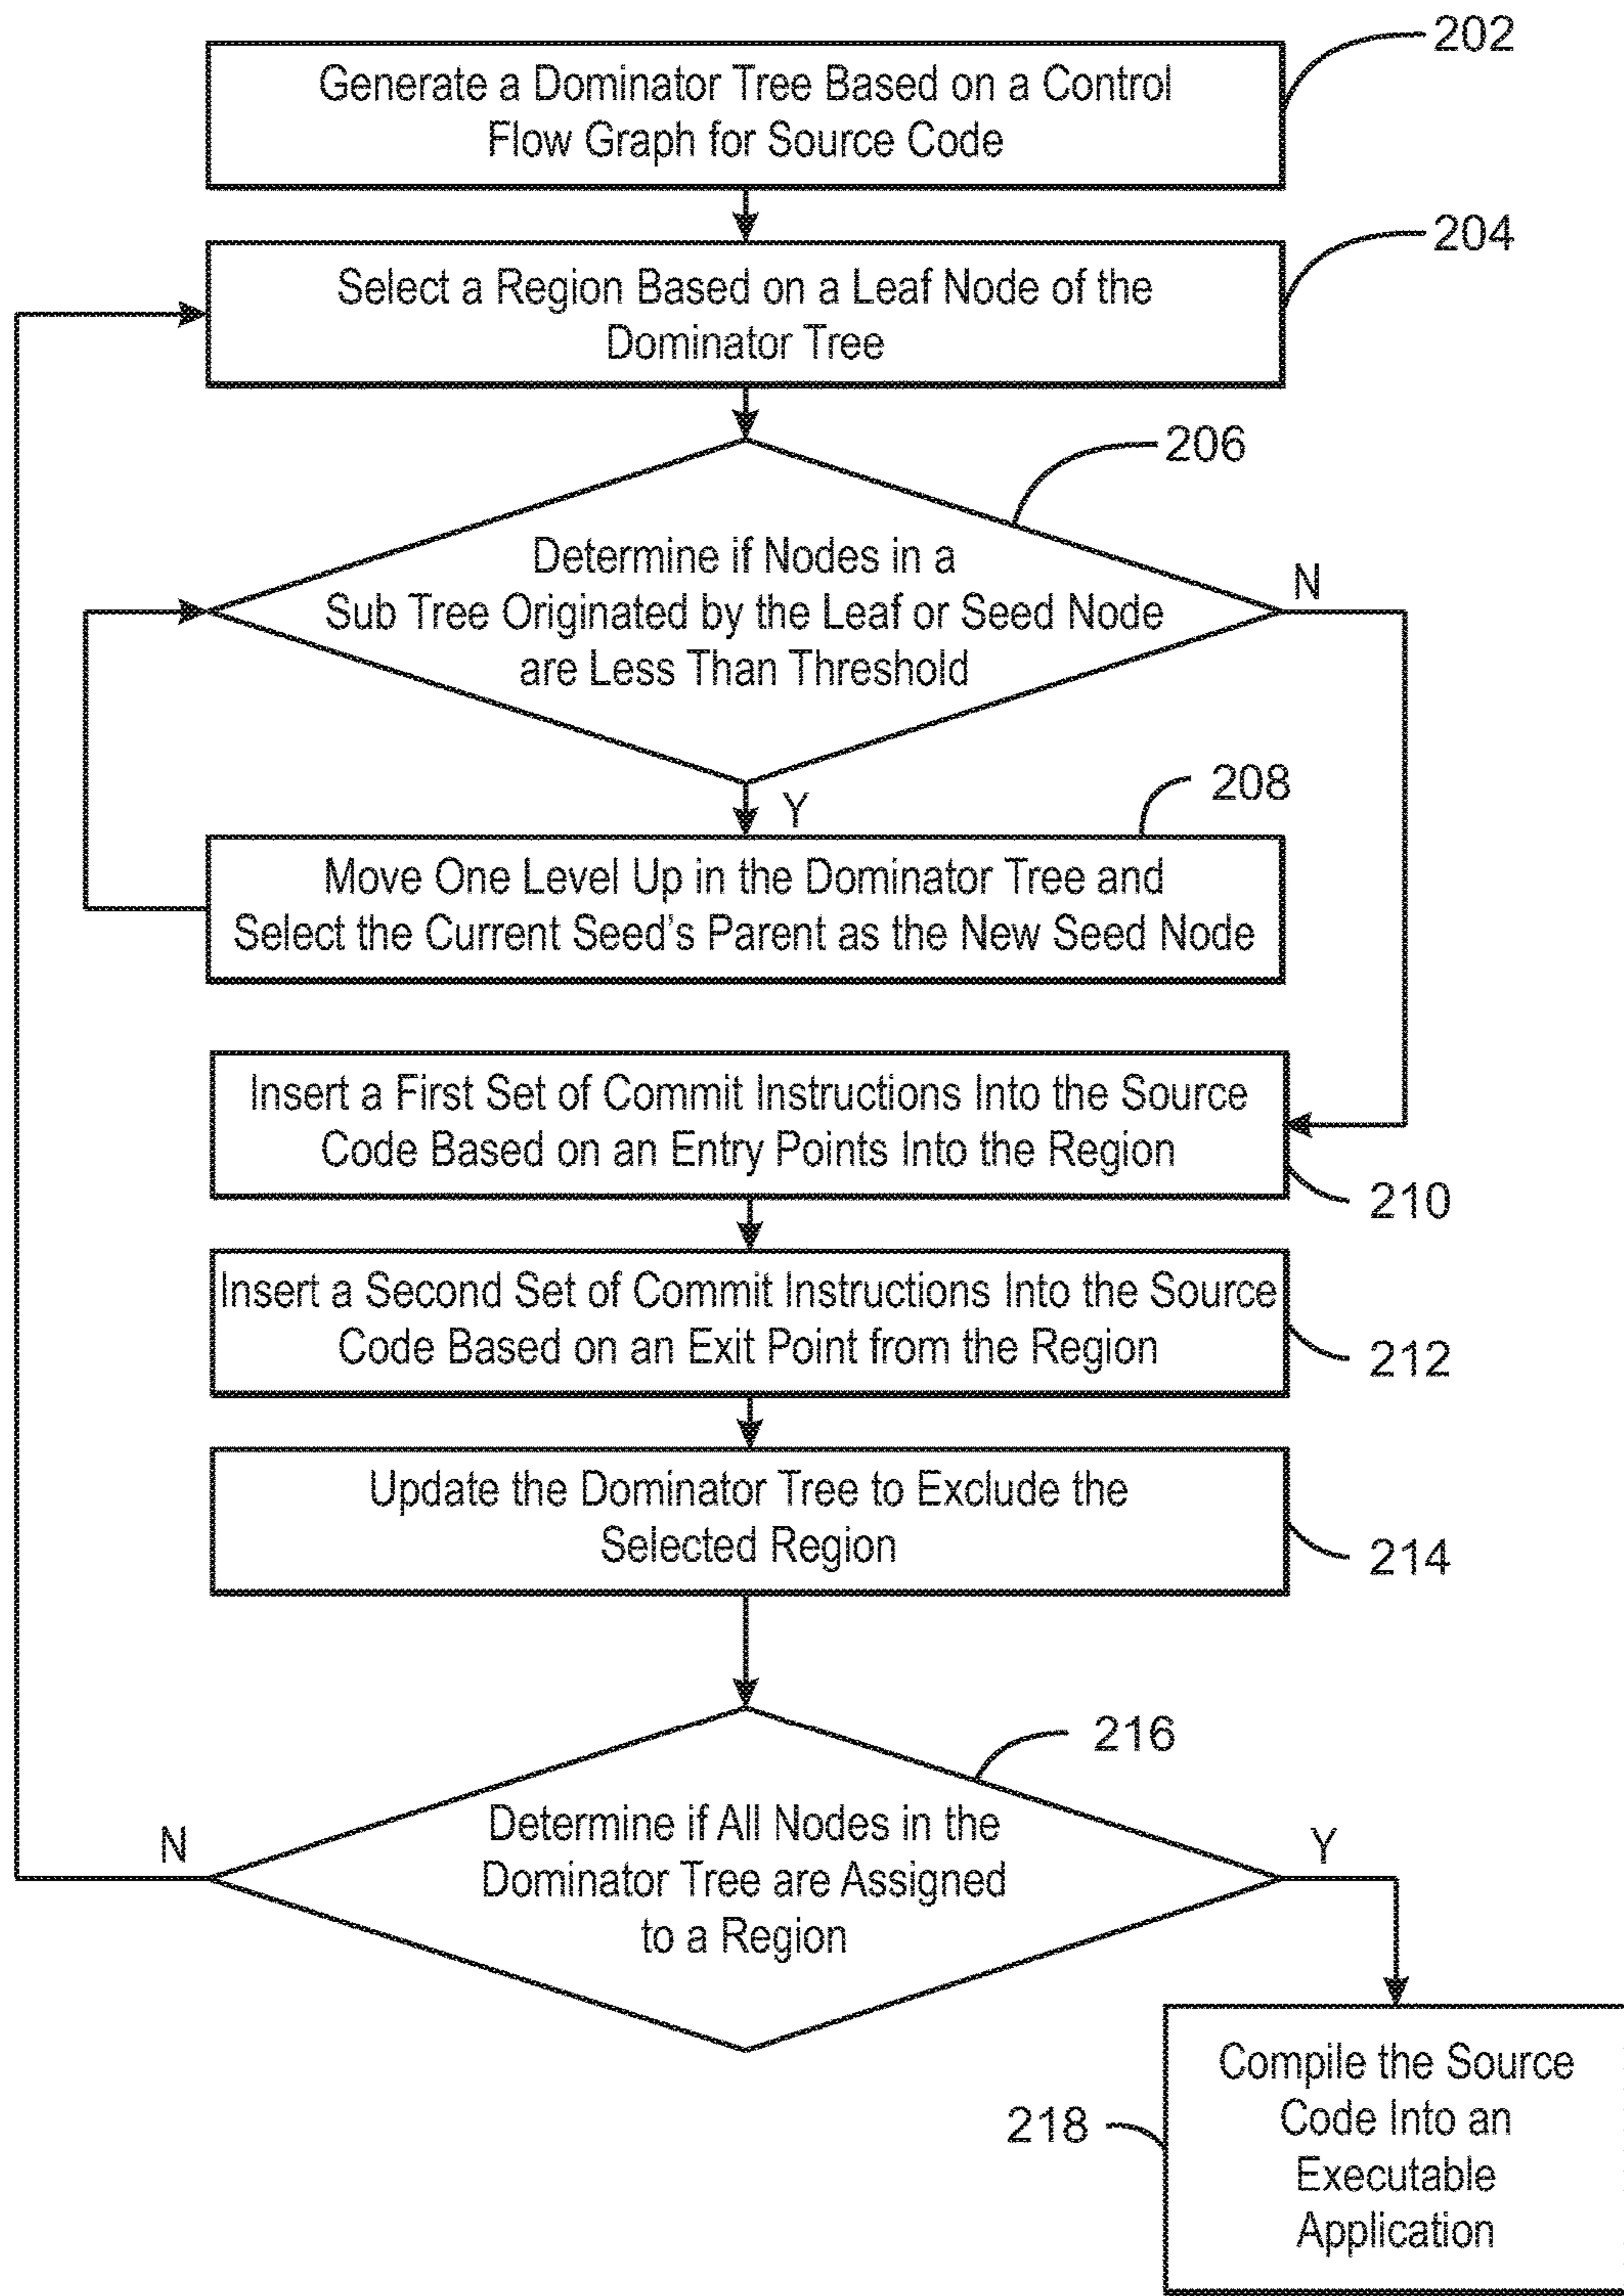 202
Generate a Dominator Tree Based on a Control
Flow Graph for Source Code
204
Select a Region Based on a Leaf Node of the
Dominator Tree
206
Determine if Nodes in a
Sub Tree Originated by the Leaf or Seed Node
are Less Than Threshold
N
Y
208
Move One Level Up in the Dominator Tree and
Select the Current Seed's Parent as the New Seed Node
Insert a First Set of Commit Instructions Into the Source
Code Based on an Entry Points Into the Region
210
Insert a Second Set of Commit Instructions Into the Source
Code Based on an Exit Point from the Region
212
Update the Dominator Tree to Exclude the
Selected Region
214
216
Determine if All Nodes in the
Dominator Tree are Assigned
to a Region
N
Y
218
Compile the Source
Code Into an
Executable
Application